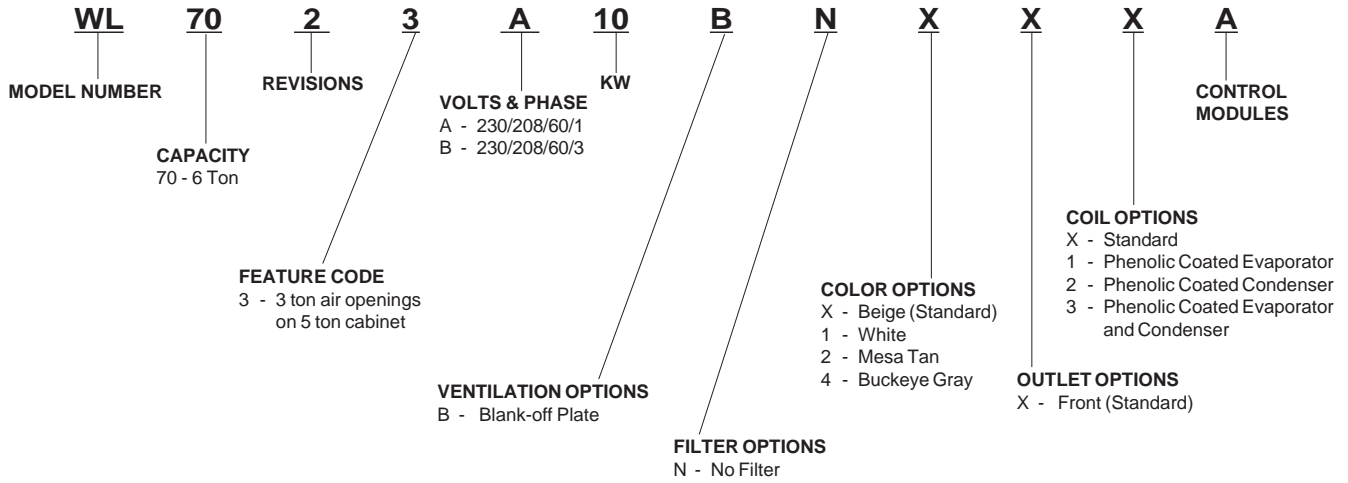 WL 70 2 3 A 10 B N X X X A
MODEL NUMBER
CAPACITY
70 - 6 Ton
REVISIONS
FEATURE CODE
3 - 3 ton air openings
on 5 ton cabinet
VOLTS & PHASE
A - 230/208/60/1
B - 230/208/60/3
KW
VENTILATION OPTIONS
B - Blank-off Plate
FILTER OPTIONS
N - No Filter
COLOR OPTIONS
X - Beige (Standard)
1 - White
2 - Mesa Tan
4 - Buckeye Gray
OUTLET OPTIONS
X - Front (Standard)
COIL OPTIONS
X - Standard
1 - Phenolic Coated Evaporator
2 - Phenolic Coated Condenser
3 - Phenolic Coated Evaporator
and Condenser
CONTROL
MODULES